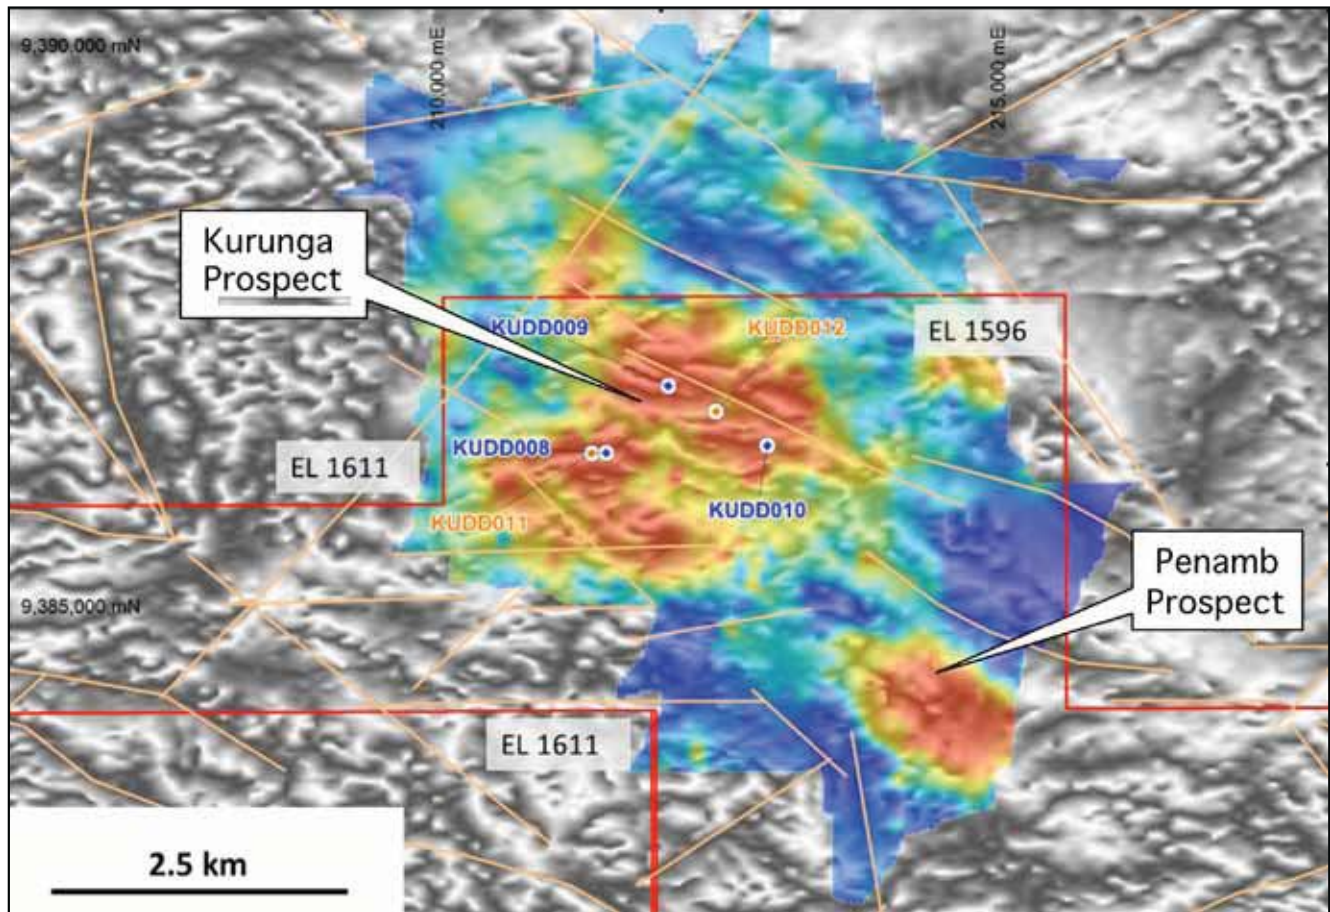 9,390,000 mN
210,000 mE
215,000 mE
Kurunga
Prospect
KUDD009
KUDD012
EL 1596
KUDD008
EL 1611
KUDD010
KUDD011
Penamb
Prospect
9,385,000 mN
EL 1611
2.5 km